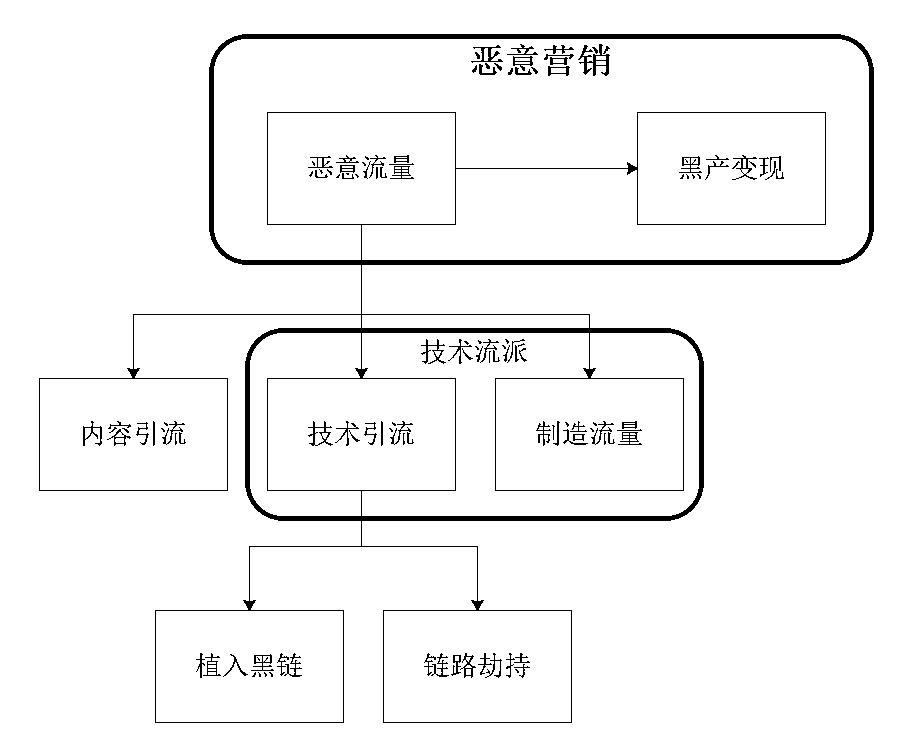 恶意营销
恶意流量
黑产变现
技术流派
内容引流
技术引流
制造流量
植入黑链
链路劫持